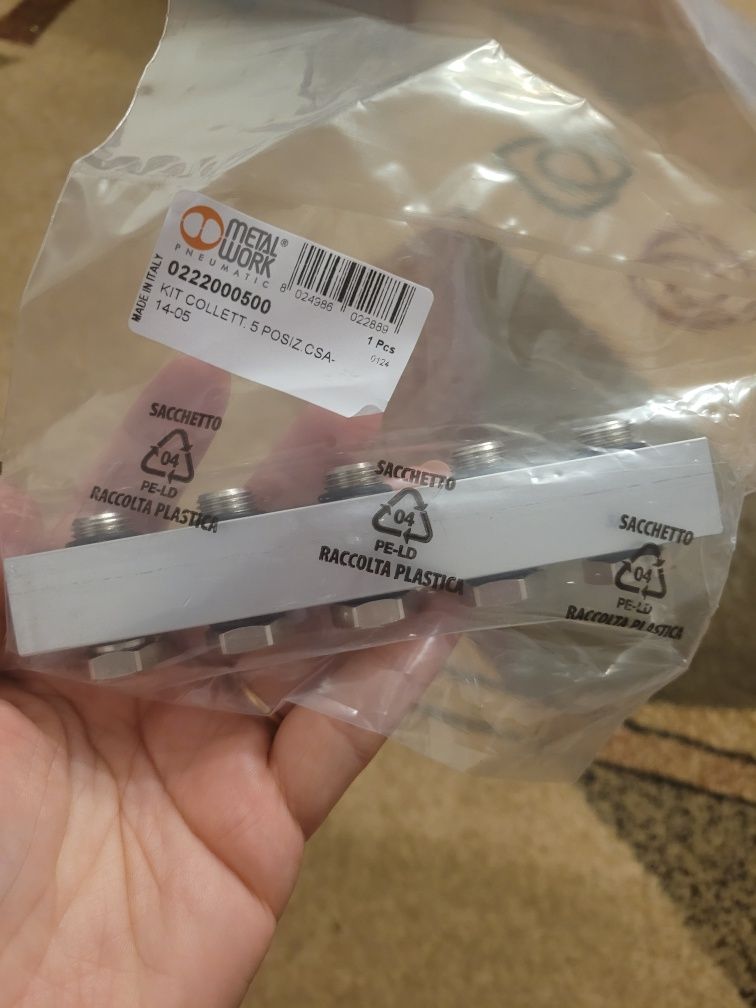 METAL®
WORK
PNEUMATIC
0222000500
KIT COLLETT. 5 POSIZ.CSA-
14-05
MADE IN ITALY
8 024986 022889
1 Pcs
0124
SACCHETTO
04
PE-LD
RACCOLTA PLASTICA
SACCHETTO
04
PE-LD
RACCOLTA PLASTICA
SACCHETTO
04
PE-LD
RACCOLTA PLASTICA